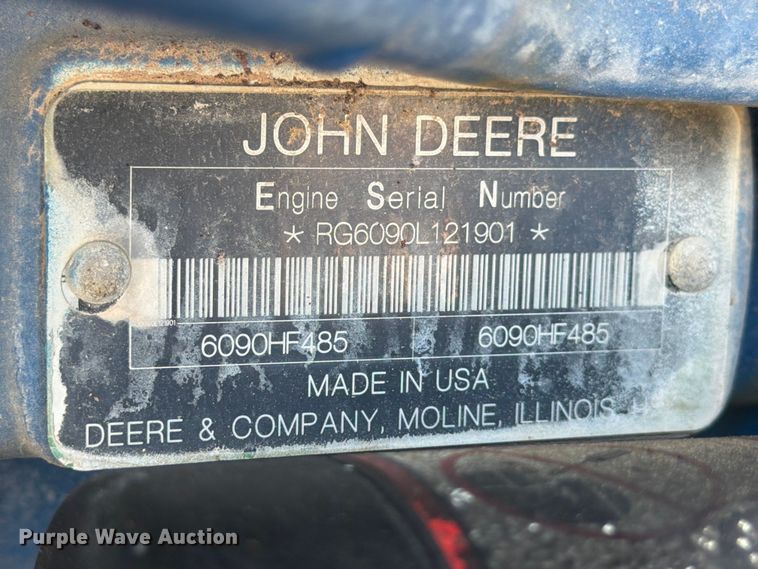 JOHN DEERE
Engine Serial Number
* RG6090L121901 *
6090HF485 6090HF485
MADE IN USA
DEERE & COMPANY, MOLINE, ILLINOIS,
Purple Wave Auction